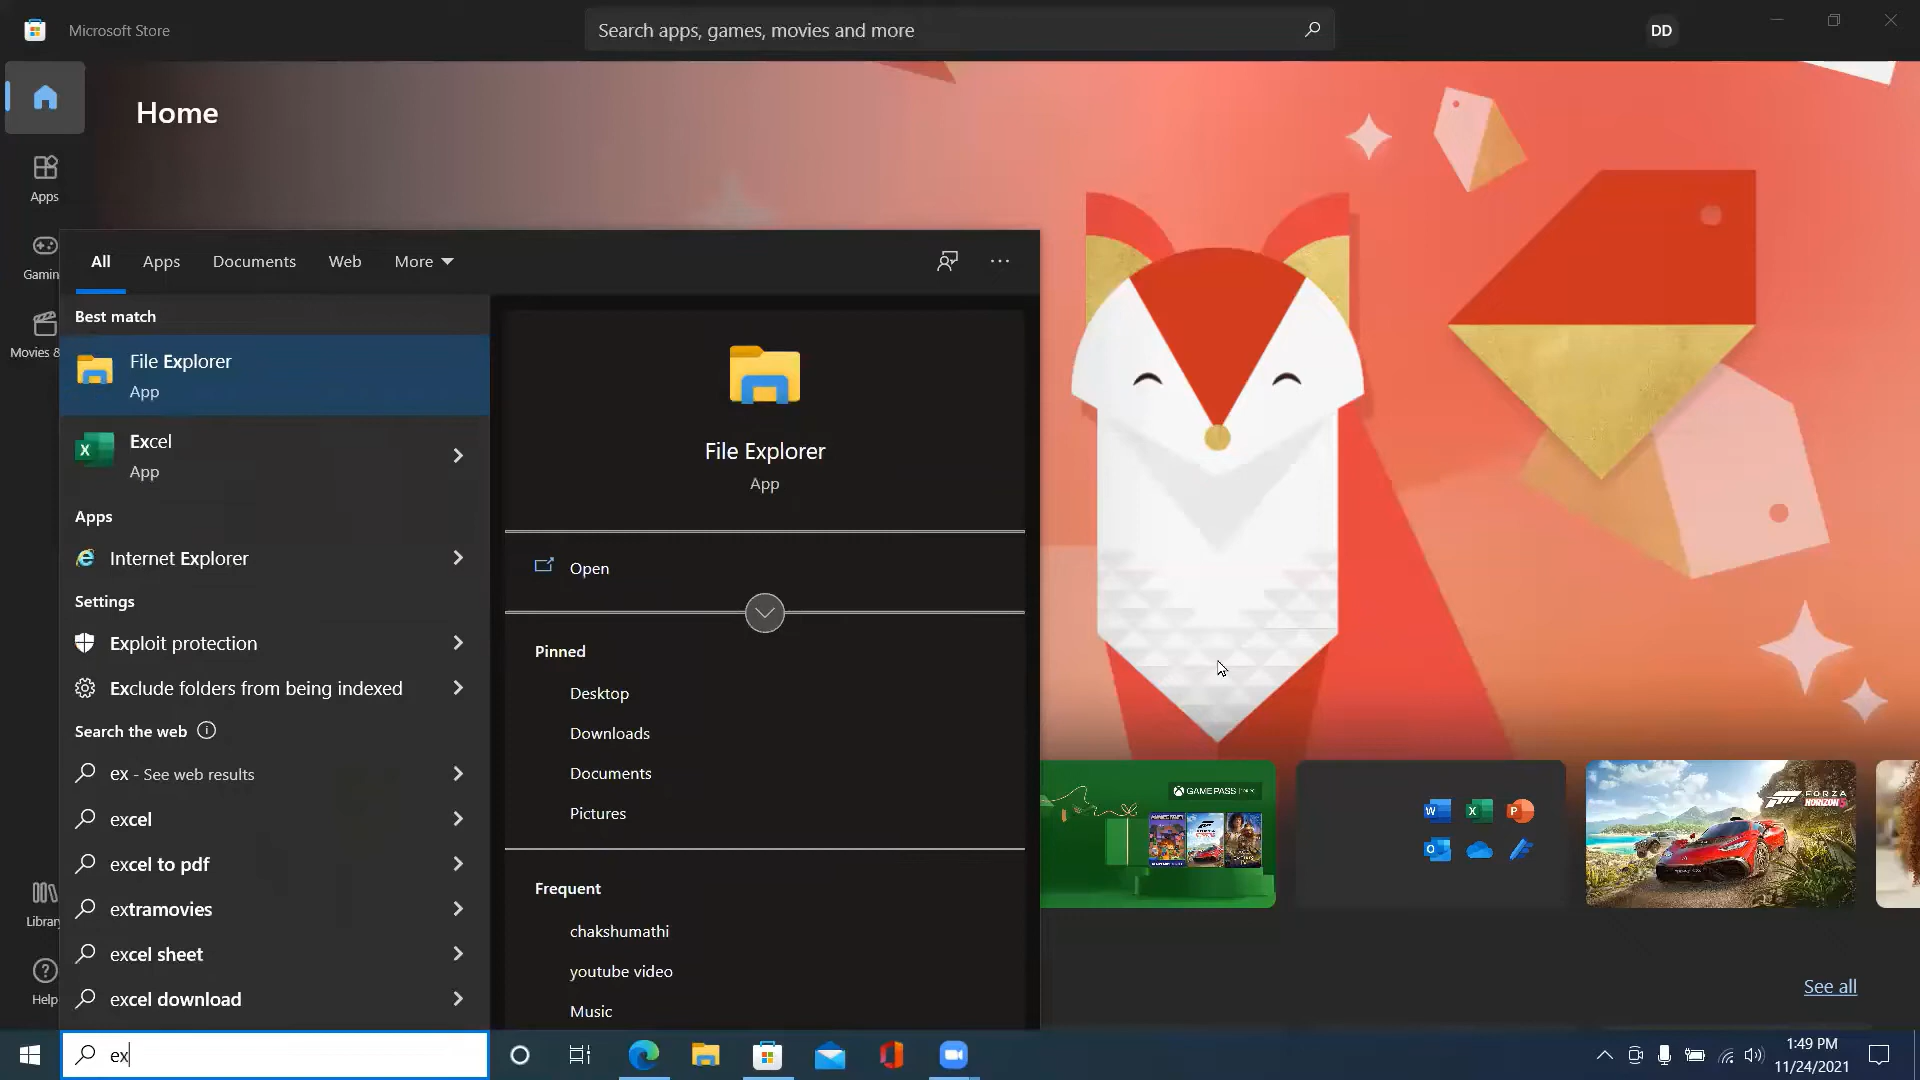 Microsoft Store
Search apps, games, movies and more
DD
Home
Apps
Gamin
Movies &
Library
Help
All
Apps
Documents
Web
More
Best match
File Explorer
App
Excel
App
Apps
Internet Explorer
Settings
Exploit protection
Exclude folders from being indexed
Search the web
ex - See web results
excel
excel to pdf
extramovies
excel sheet
excel download
File Explorer
App
Open
Pinned
Desktop
Downloads
Documents
Pictures
Frequent
chakshumathi
youtube video
Music
GAME PASS
FORZA
HORIZON 5
See all
ex
1:49 PM
11/24/2021